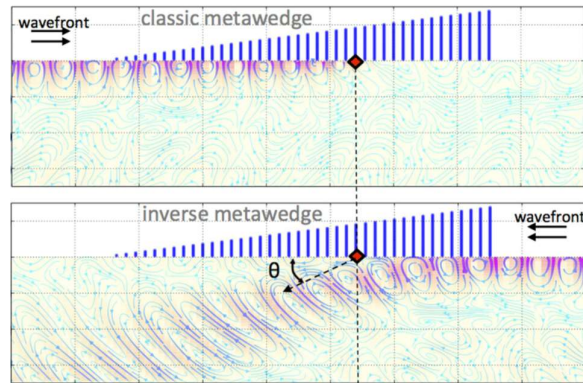 classic metawedge
wavefront
inverse metawedge
wavefront
θ